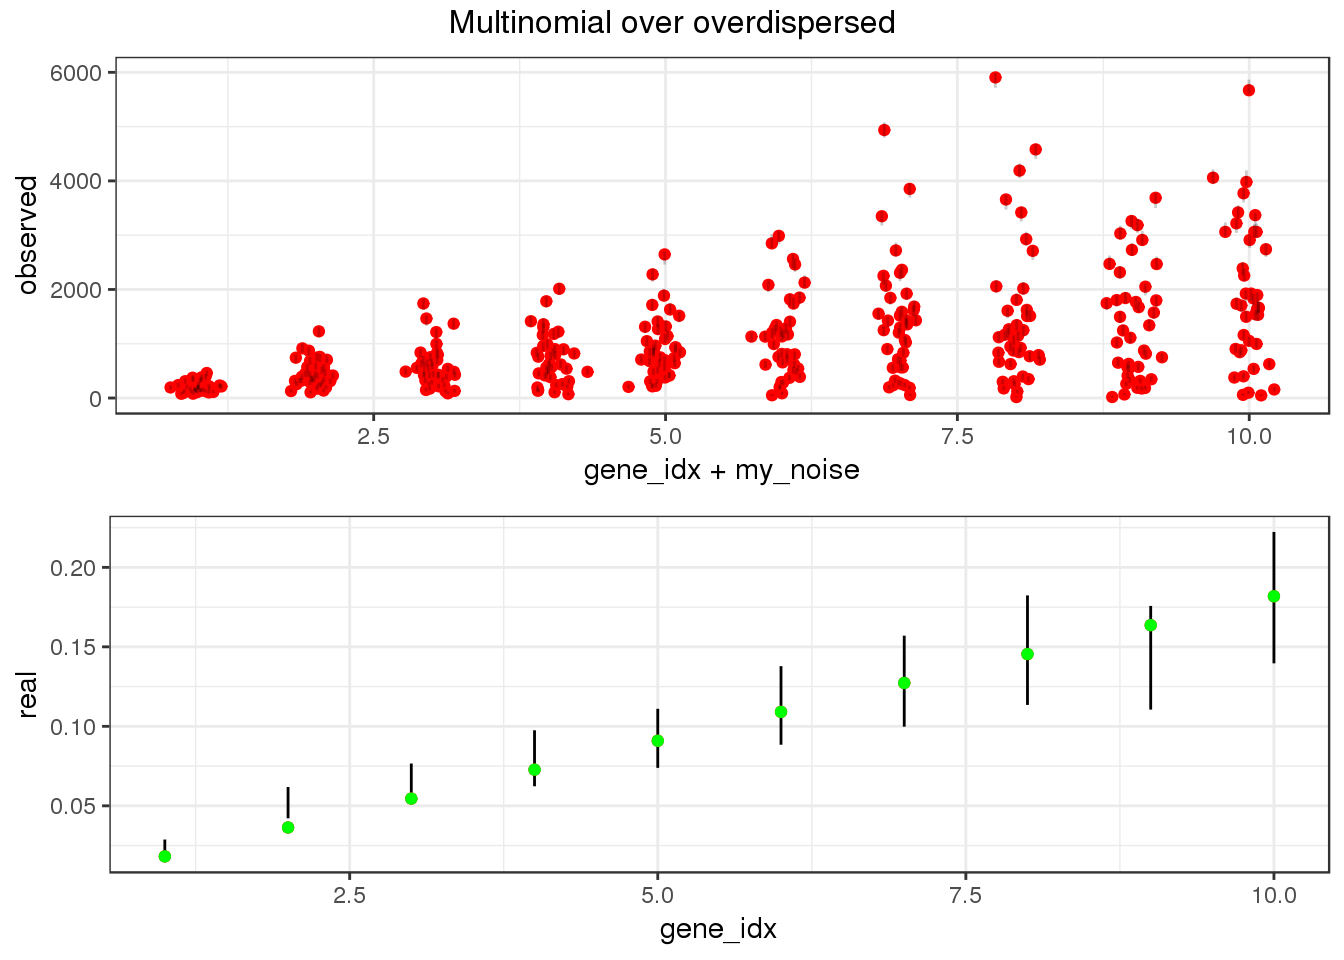 Multinomial over overdispersed
6000
4000
2000
0
observed
2.5 5.0 7.5 10.0
gene_idx + my_noise
0.20
0.15
0.10
0.05
real
2.5 5.0 7.5 10.0
gene_idx